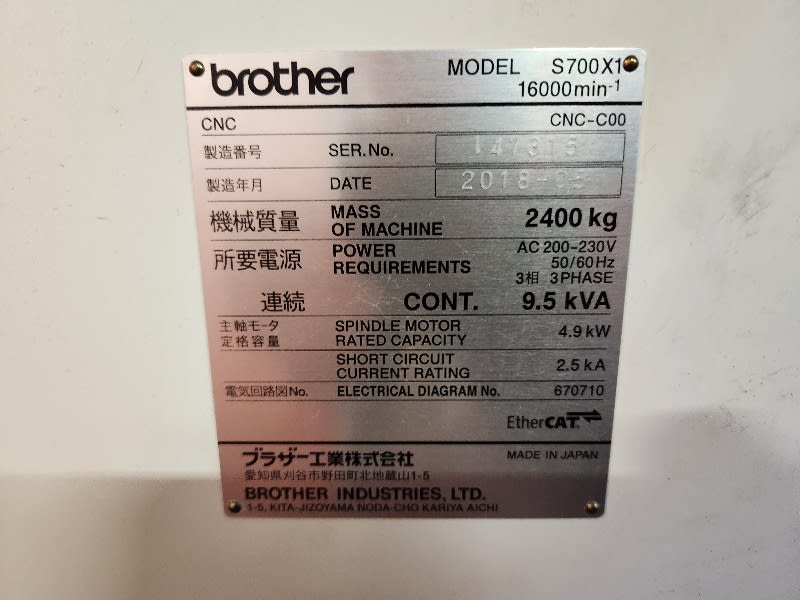 brother MODEL S700X1
16000min-1
CNC CNC-C00
製造番号 SER.No.
製造年月 DATE
機械質量 MASS OF MACHINE 2400 kg
所要電源 POWER REQUIREMENTS AC 200-230V
50/60Hz
3相 3PHASE
連続 CONT. 9.5 kVA
主軸モータ SPINDLE MOTOR
定格容量 RATED CAPACITY 4.9 kW
SHORT CIRCUIT
CURRENT RATING 2.5 kA
電気回路図No. ELECTRICAL DIAGRAM No. 670710
EtherCAT
ブラザー工業株式会社 MADE IN JAPAN
愛知県刈谷市野田町北地蔵山1-5
BROTHER INDUSTRIES, LTD.
1-5, KITA-JIZOYAMA NODA-CHO KARIYA AICHI